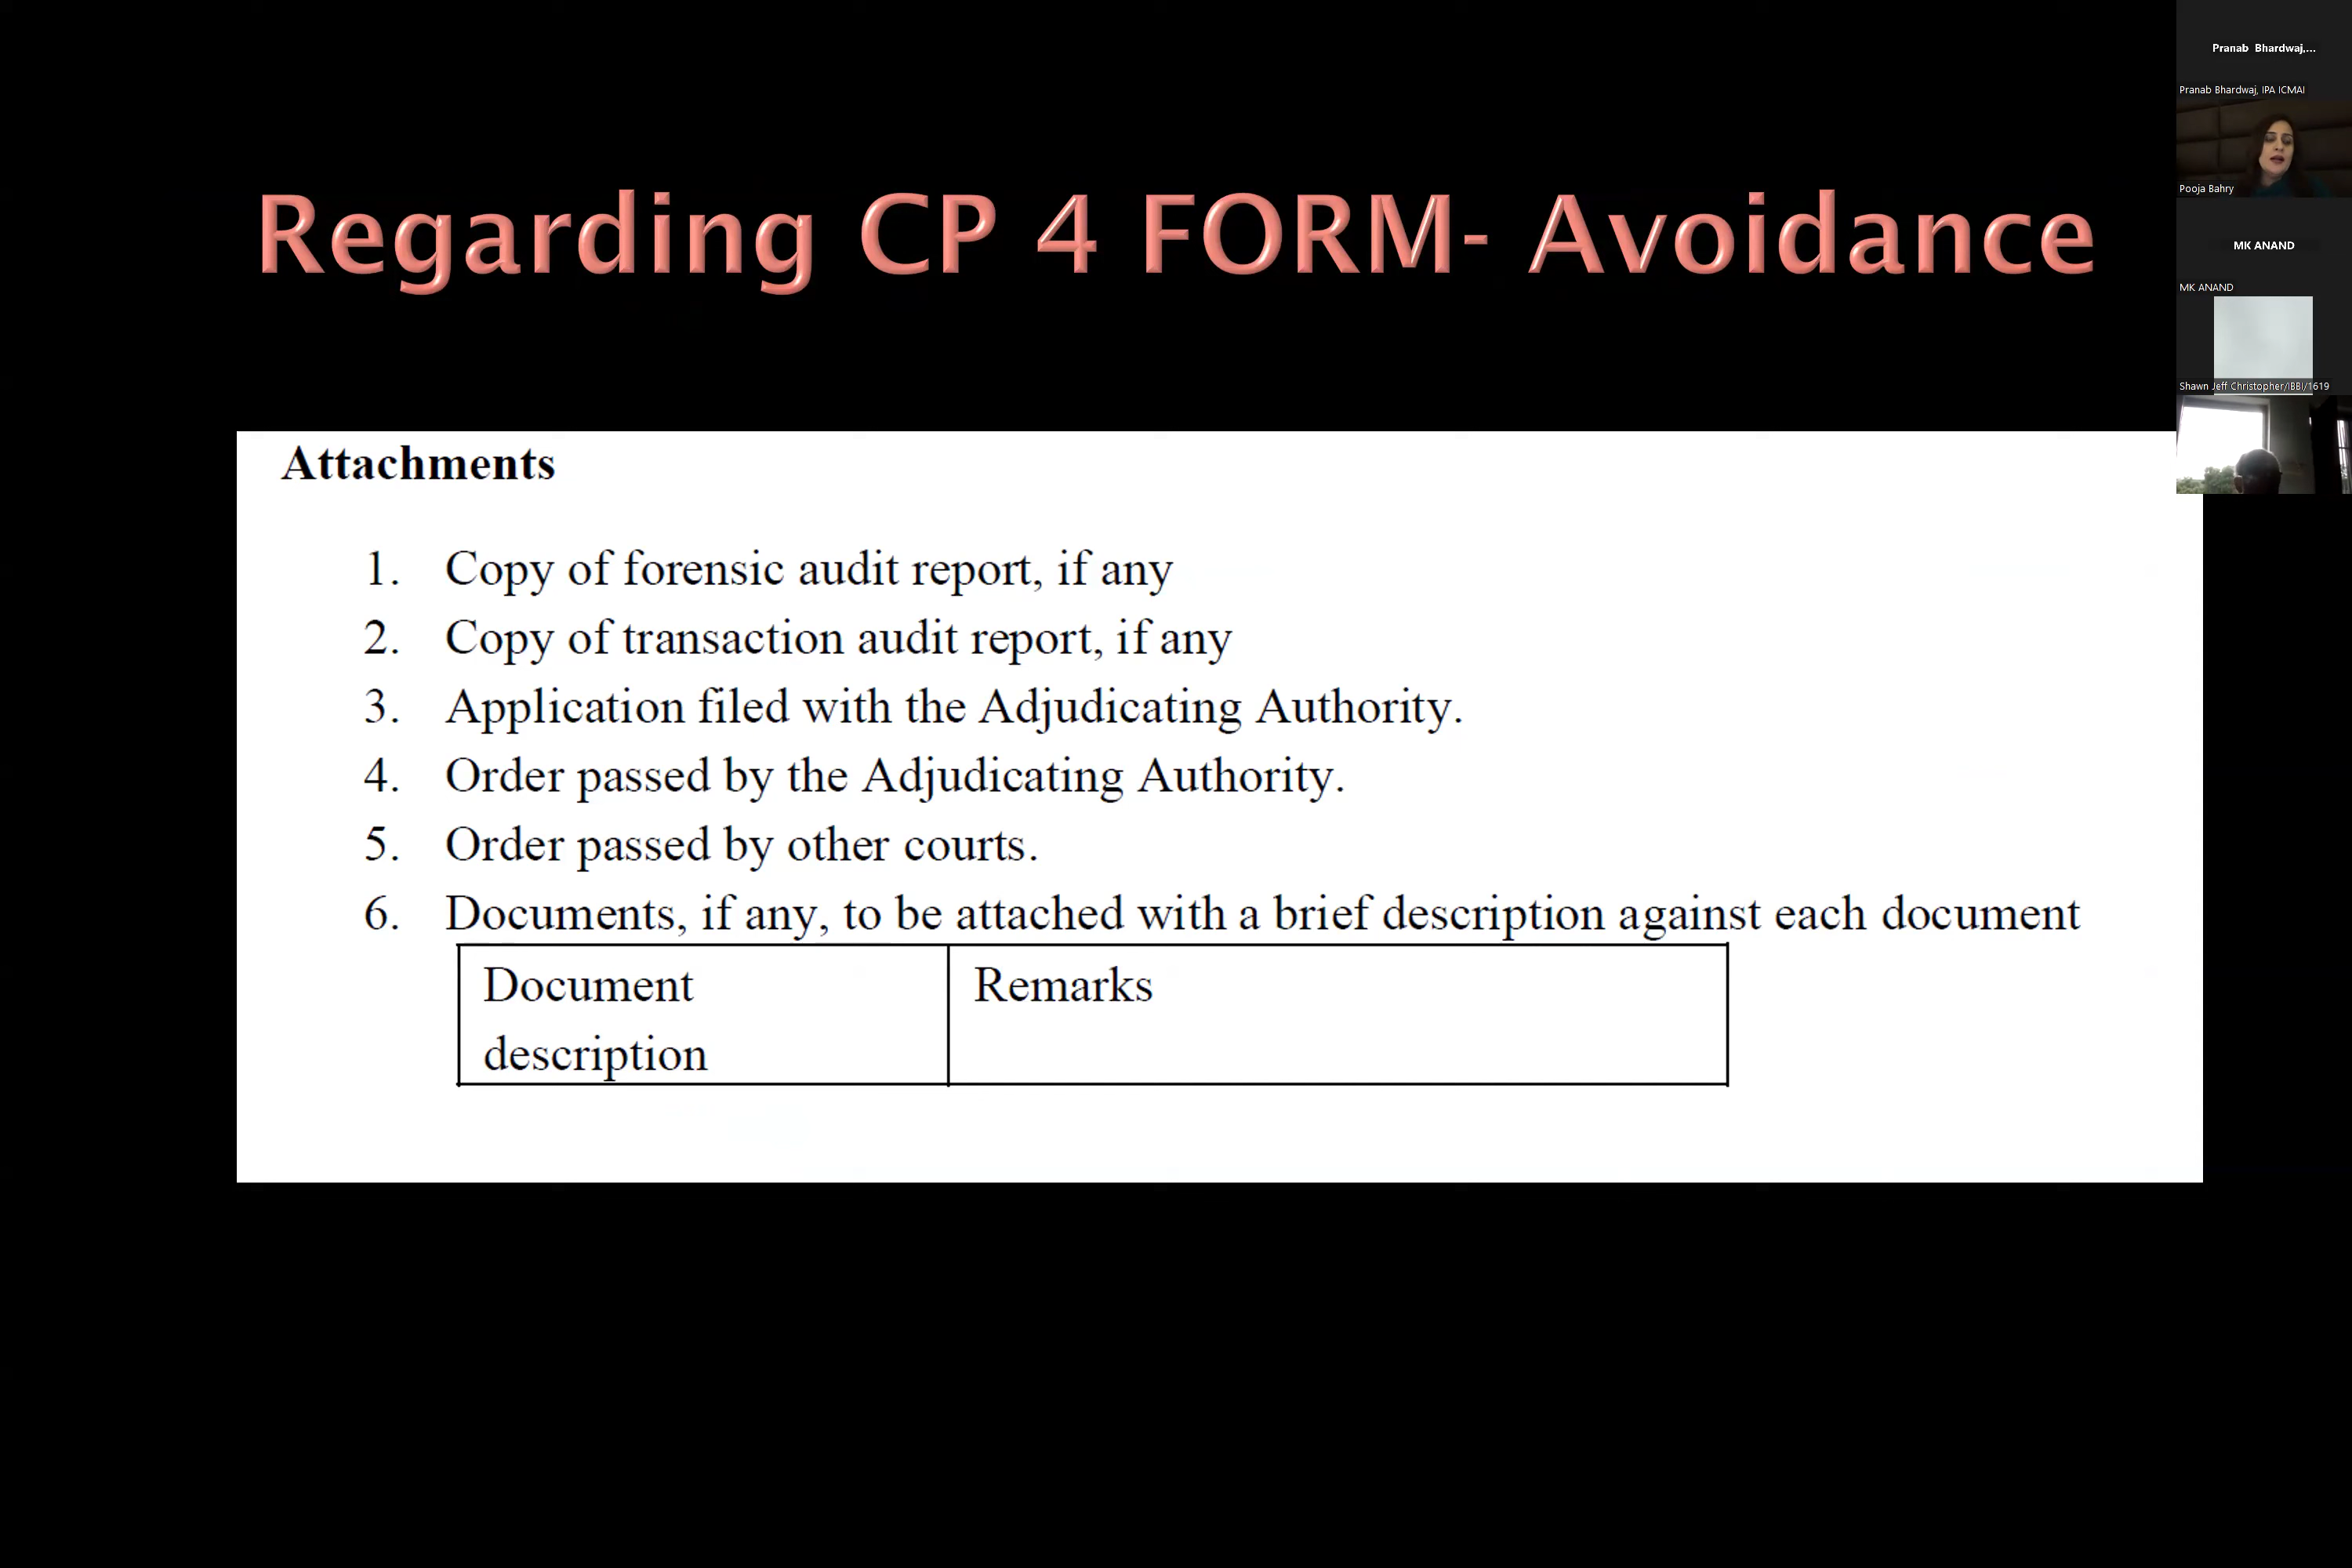 Regarding CP 4 FORM- Avoidance
Attachments
1. Copy of forensic audit report, if any
2. Copy of transaction audit report, if any
3. Application filed with the Adjudicating Authority.
4. Order passed by the Adjudicating Authority.
5. Order passed by other courts.
6. Documents, if any, to be attached with a brief description against each document
Document Remarks
description
Pranab Bhardwaj,...
Pranab Bhardwaj, IPA ICMAI
Pooja Bahry
MK ANAND
MK ANAND
Shawn Jeff Christopher/IBBI/1619